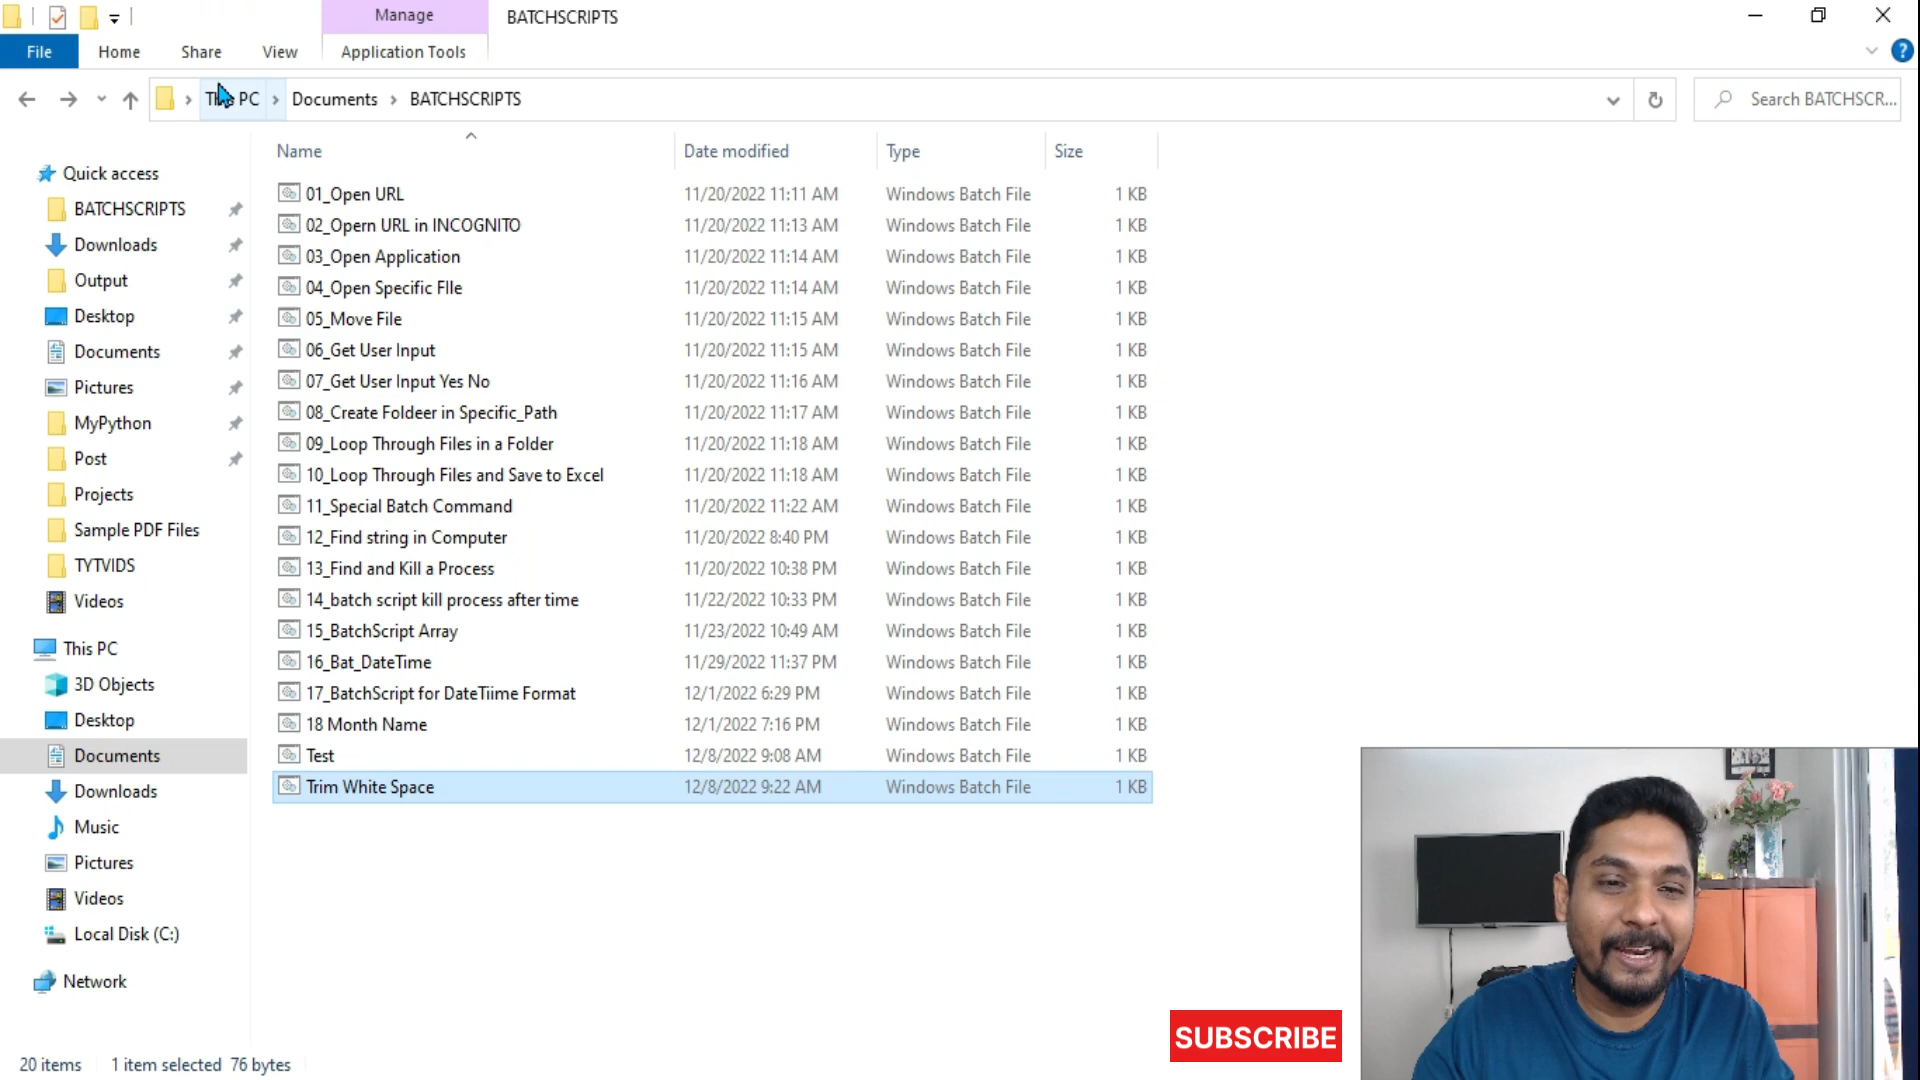 Manage
BATCHSCRIPTS
File
Home
Share
View
Application Tools
This PC
Documents
BATCHSCRIPTS
Search BATCHSCR...
Name
Date modified
Type
Size
Quick access
BATCHSCRIPTS
Downloads
Output
Desktop
Documents
Pictures
MyPython
Post
Projects
Sample PDF Files
TYTVIDS
Videos
This PC
3D Objects
Desktop
Documents
Downloads
Music
Pictures
Videos
Local Disk (C:)
Network
01_Open URL 11/20/2022 11:11 AM Windows Batch File 1 KB
02_Opern URL in INCOGNITO 11/20/2022 11:13 AM Windows Batch File 1 KB
03_Open Application 11/20/2022 11:14 AM Windows Batch File 1 KB
04_Open Specific FIle 11/20/2022 11:14 AM Windows Batch File 1 KB
05_Move File 11/20/2022 11:15 AM Windows Batch File 1 KB
06_Get User Input 11/20/2022 11:15 AM Windows Batch File 1 KB
07_Get User Input Yes No 11/20/2022 11:16 AM Windows Batch File 1 KB
08_Create Foldeer in Specific_Path 11/20/2022 11:17 AM Windows Batch File 1 KB
09_Loop Through Files in a Folder 11/20/2022 11:18 AM Windows Batch File 1 KB
10_Loop Through Files and Save to Excel 11/20/2022 11:18 AM Windows Batch File 1 KB
11_Special Batch Command 11/20/2022 11:22 AM Windows Batch File 1 KB
12_Find string in Computer 11/20/2022 8:40 PM Windows Batch File 1 KB
13_Find and Kill a Process 11/20/2022 10:38 PM Windows Batch File 1 KB
14_batch script kill process after time 11/22/2022 10:33 PM Windows Batch File 1 KB
15_BatchScript Array 11/23/2022 10:49 AM Windows Batch File 1 KB
16_Bat_DateTime 11/29/2022 11:37 PM Windows Batch File 1 KB
17_BatchScript for DateTiime Format 12/1/2022 6:29 PM Windows Batch File 1 KB
18 Month Name 12/1/2022 7:16 PM Windows Batch File 1 KB
Test 12/8/2022 9:08 AM Windows Batch File 1 KB
Trim White Space 12/8/2022 9:22 AM Windows Batch File 1 KB
SUBSCRIBE
20 items 1 item selected 76 bytes